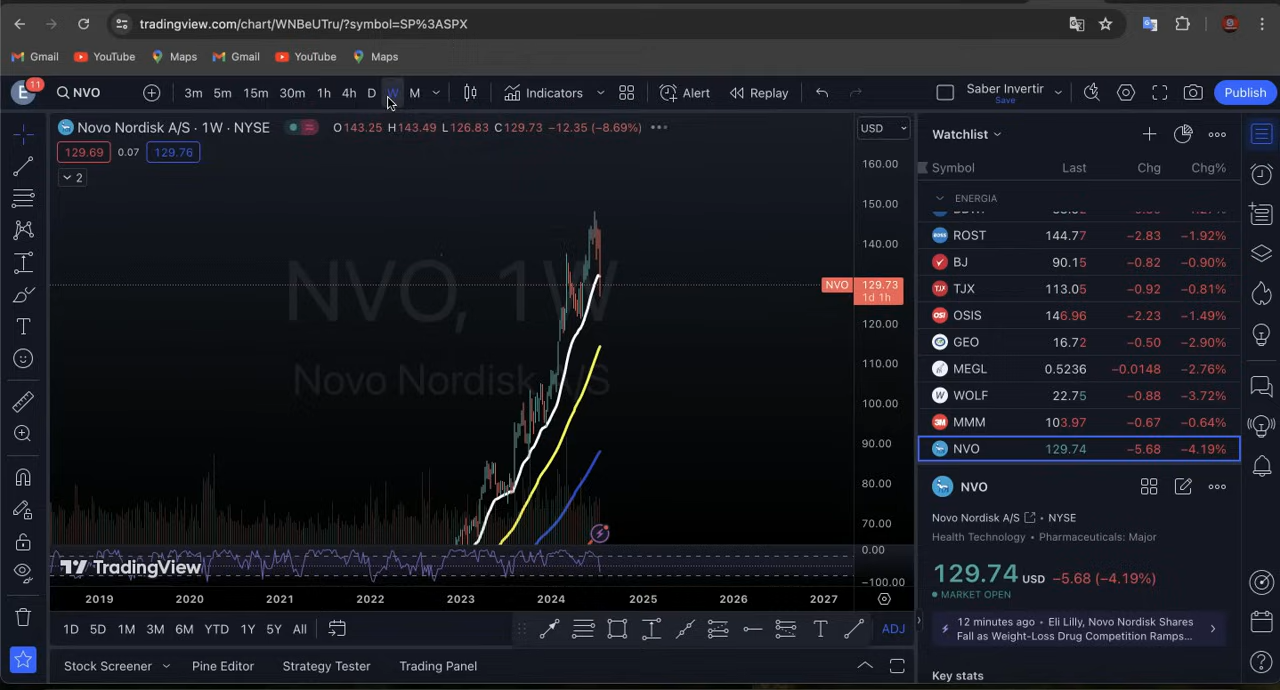 tradingview.com/chart/WNBeUTru/?symbol=SP%3ASPX
Gmail YouTube Maps Gmail YouTube Maps
E 11 NVO 3m 5m 15m 30m 1h 4h D W M Indicators Alert Replay Saber Invertir Save Publish
Novo Nordisk A/S · 1W · NYSE O143.25 H143.49 L126.83 C129.73 −12.35 (−8.69%)
129.69 0.07 129.76
2
USD
160.00
150.00
140.00
NVO 129.73
1d 1h
120.00
110.00
100.00
90.00
80.00
70.00
0.00
−100.00
NVO, 1W
Novo Nordisk A/S
TradingView
2019 2020 2021 2022 2023 2024 2025 2026 2027
1D 5D 1M 3M 6M YTD 1Y 5Y All ADJ
Stock Screener Pine Editor Strategy Tester Trading Panel
Watchlist
Symbol Last Chg Chg%
ENERGIA
ROST 144.77 −2.83 −1.92%
BJ 90.15 −0.82 −0.90%
TJX 113.05 −0.92 −0.81%
OSIS 146.96 −2.23 −1.49%
GEO 16.72 −0.50 −2.90%
MEGL 0.5236 −0.0148 −2.76%
WOLF 22.75 −0.88 −3.72%
MMM 103.97 −0.67 −0.64%
NVO 129.74 −5.68 −4.19%
NVO
Novo Nordisk A/S • NYSE
Health Technology • Pharmaceuticals: Major
129.74 USD −5.68 (−4.19%)
MARKET OPEN
12 minutes ago • Eli Lilly, Novo Nordisk Shares
Fall as Weight-Loss Drug Competition Ramps...
Key stats